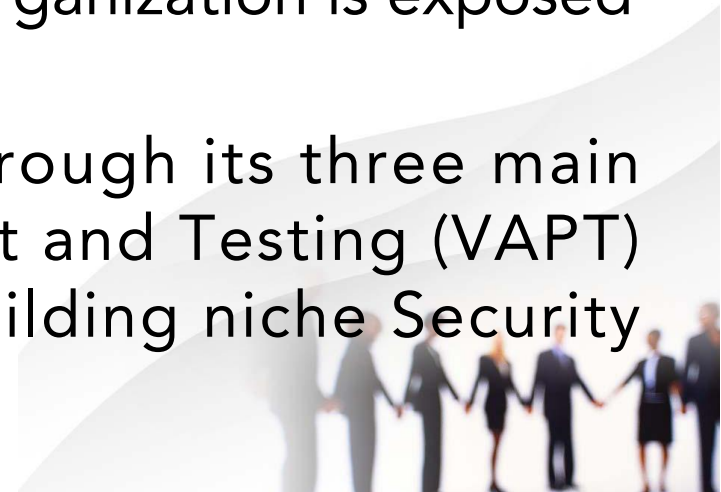 ganization is exposed
rough its three main
t and Testing (VAPT)
ilding niche Security